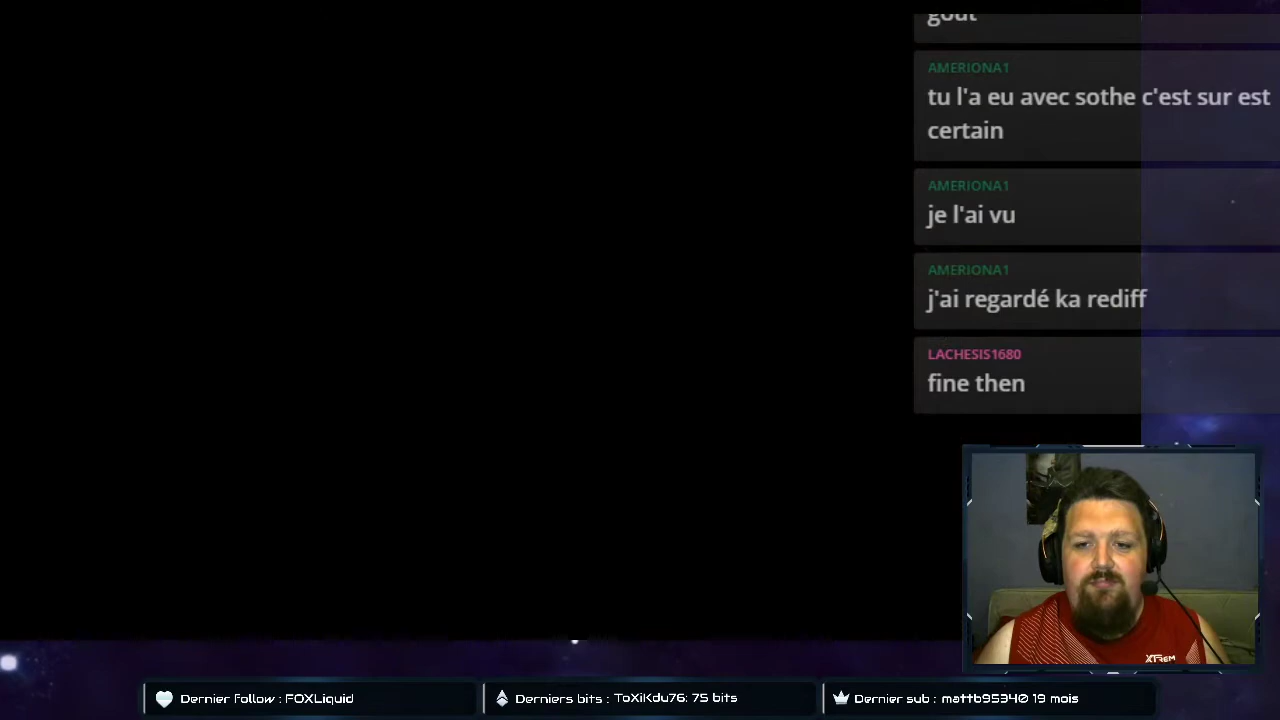 gout
AMERIONA1
tu l'a eu avec sothe c'est sur est
certain
AMERIONA1
je l'ai vu
AMERIONA1
j'ai regardé ka rediff
LACHESIS1680
fine then
XTREM
Dernier follow : FOXLiquid
Derniers bits : ToXiKdu76: 75 bits
Dernier sub : mattb95340 19 mois